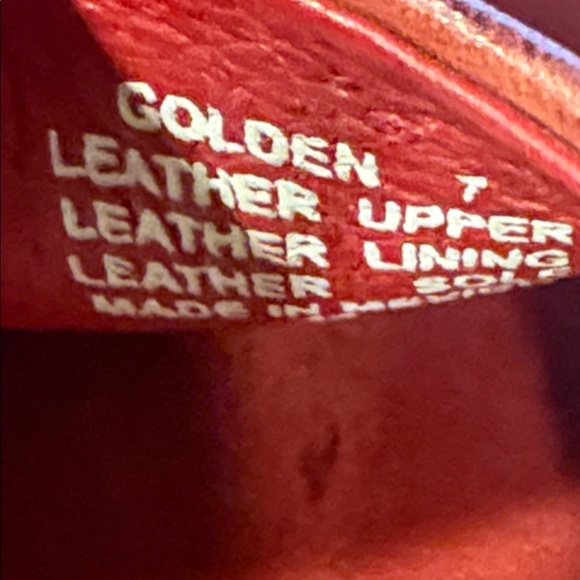 GOLDEN 7
LEATHER UPPER
LEATHER LINING
LEATHER SOLE
MADE IN